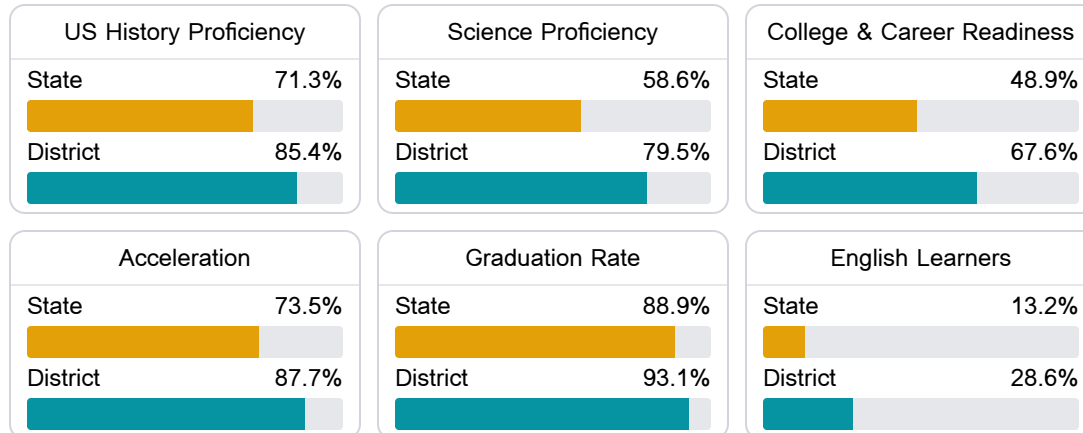 US History Proficiency
State 71.3%
District 85.4%
Science Proficiency
State 58.6%
District 79.5%
College & Career Readiness
State 48.9%
District 67.6%
Acceleration
State 73.5%
District 87.7%
Graduation Rate
State 88.9%
District 93.1%
English Learners
State 13.2%
District 28.6%